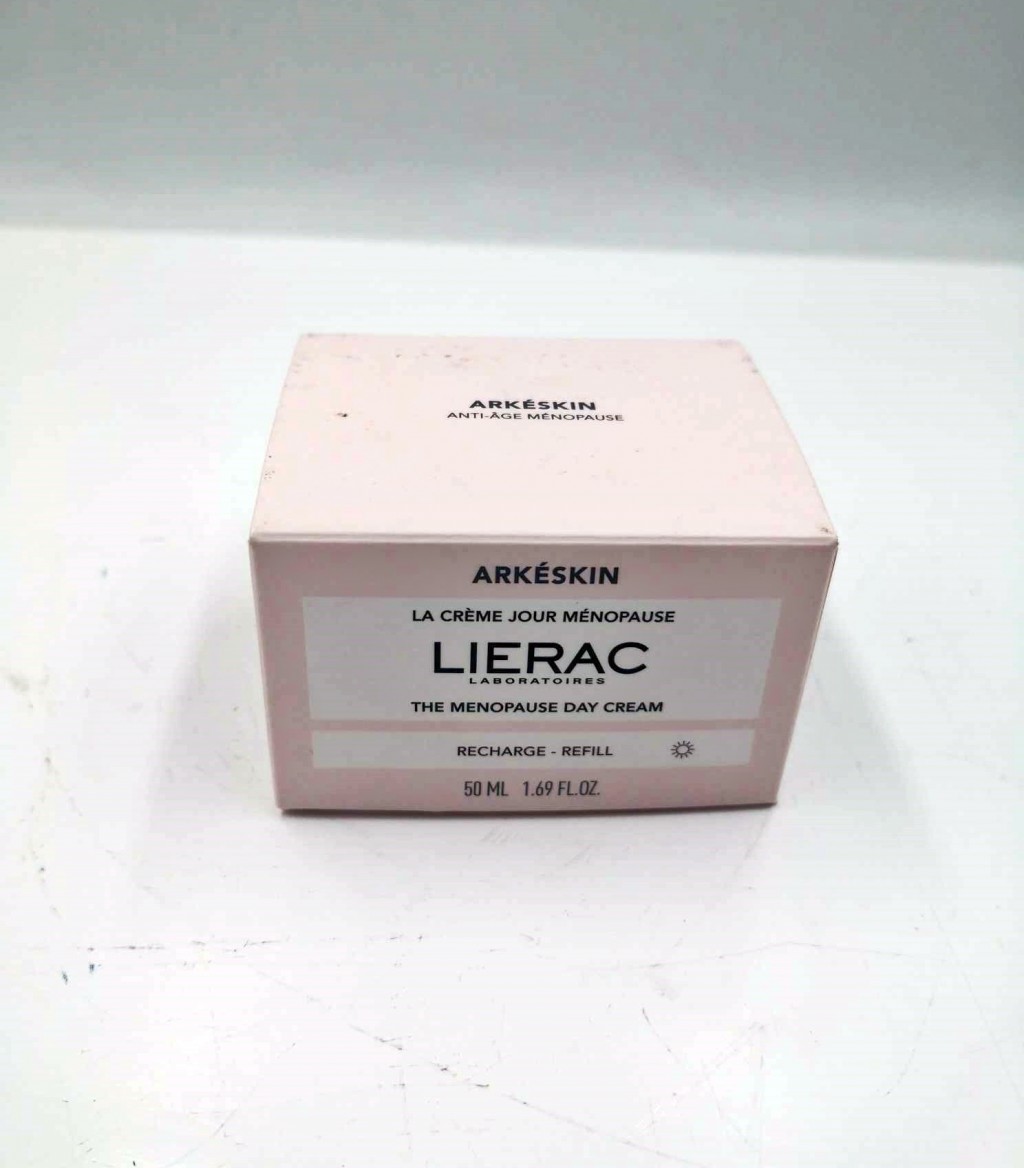 ARKÉSKIN
ANTI-ÂGE MÉNOPAUSE
ARKÉSKIN
LA CRÈME JOUR MÉNOPAUSE
LIERAC
LABORATOIRES
THE MENOPAUSE DAY CREAM
RECHARGE - REFILL
50 ML 1.69 FL.OZ.